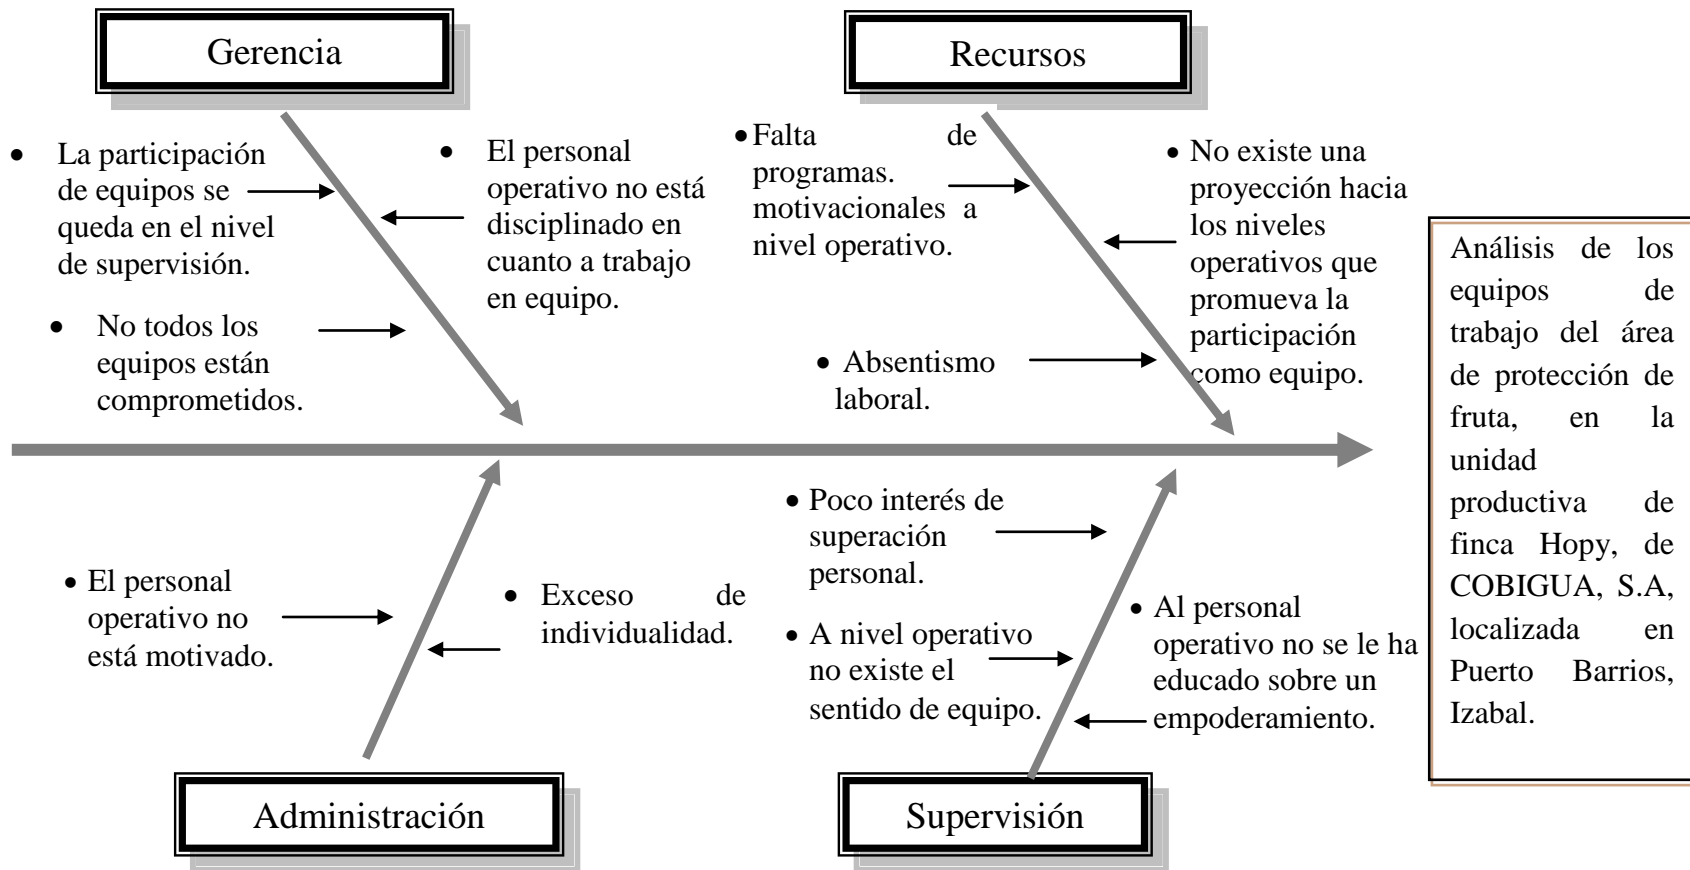 Gerencia
Recursos
• La participación
de equipos se
queda en el nivel
de supervisión.
• El personal
operativo no está
disciplinado en
cuanto a trabajo
en equipo.
• No todos los
equipos están
comprometidos.
• Falta de
programas.
motivacionales a
nivel operativo.
• No existe una
proyección hacia
los niveles
operativos que
promueva la
participación
como equipo.
• Absentismo
laboral.
Análisis de los
equipos de
trabajo del área
de protección de
fruta, en la
unidad
productiva de
finca Hopy, de
COBIGUA, S.A,
localizada en
Puerto Barrios,
Izabal.
• El personal
operativo no
está motivado.
• Exceso de
individualidad.
• Poco interés de
superación
personal.
• A nivel operativo
no existe el
sentido de equipo.
• Al personal
operativo no se le ha
educado sobre un
empoderamiento.
Administración
Supervisión